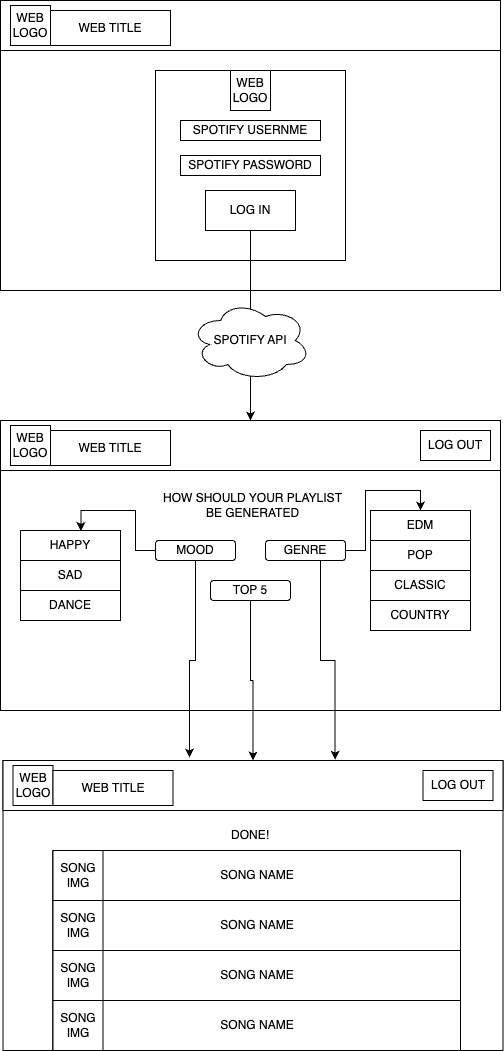 WEB
LOGO
WEB TITLE
WEB
LOGO
SPOTIFY USERNME
SPOTIFY PASSWORD
LOG IN
SPOTIFY API
WEB
LOGO
WEB TITLE
LOG OUT
HOW SHOULD YOUR PLAYLIST
BE GENERATED
HAPPY
SAD
DANCE
MOOD
GENRE
TOP 5
EDM
POP
CLASSIC
COUNTRY
WEB
LOGO
WEB TITLE
LOG OUT
DONE!
SONG
IMG
SONG NAME
SONG
IMG
SONG NAME
SONG
IMG
SONG NAME
SONG
IMG
SONG NAME